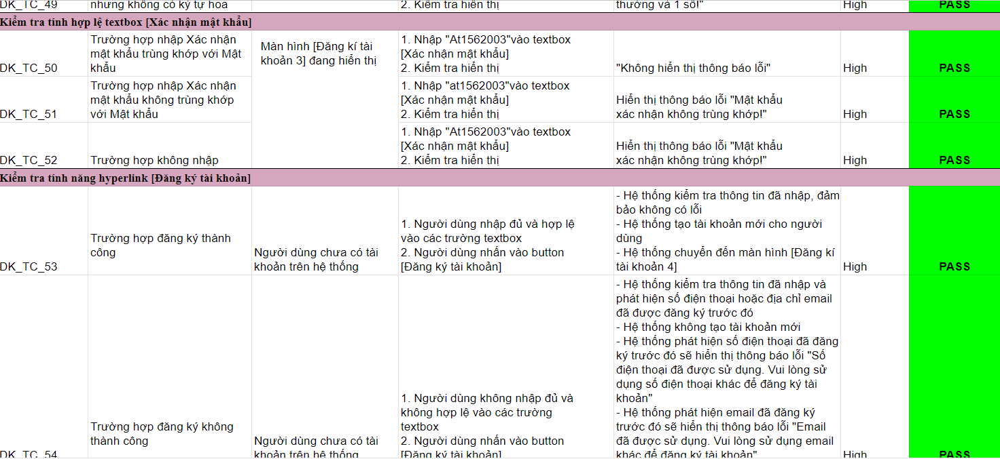 DK_TC_49
nhưng không có ký tự hoa
2. Kiểm tra hiển thị
thường và 1 số!"
High
PASS
Kiểm tra tính hợp lệ textbox [Xác nhận mật khẩu]
DK_TC_50
Trường hợp nhập Xác nhận
mật khẩu trùng khớp với Mật
khẩu
Màn hình [Đăng kí tài
khoản 3] đang hiển thị
1. Nhập "At1562003"vào textbox
[Xác nhận mật khẩu]
2. Kiểm tra hiển thị
"Không hiển thị thông báo lỗi"
High
PASS
DK_TC_51
Trường hợp nhập Xác nhận
mật khẩu không trùng khớp
với Mật khẩu
1. Nhập "at1562003"vào textbox
[Xác nhận mật khẩu]
2. Kiểm tra hiển thị
Hiển thị thông báo lỗi "Mật khẩu
xác nhận không trùng khớp!"
High
PASS
DK_TC_52
Trường hợp không nhập
1. Nhập "At1562003"vào textbox
[Xác nhận mật khẩu]
2. Kiểm tra hiển thị
Hiển thị thông báo lỗi "Mật khẩu
xác nhận không trùng khớp!"
High
PASS
Kiểm tra tính năng hyperlink [Đăng ký tài khoản]
DK_TC_53
Trường hợp đăng ký thành
công
Người dùng chưa có tài
khoản trên hệ thống
1. Người dùng nhập đủ và hợp lệ
vào các trường textbox
2. Người dùng nhấn vào button
[Đăng ký tài khoản]
- Hệ thống kiểm tra thông tin đã nhập, đảm
bảo không có lỗi
- Hệ thống tạo tài khoản mới cho người
dùng
- Hệ thống chuyển đến màn hình [Đăng kí
tài khoản 4]
High
PASS
DK_TC_54
Trường hợp đăng ký không
thành công
Người dùng chưa có tài
khoản trên hệ thống
1. Người dùng không nhập đủ và
không hợp lệ vào các trường
textbox
2. Người dùng nhấn vào button
[Đăng ký tài khoản]
- Hệ thống kiểm tra thông tin đã nhập và
phát hiện số điện thoại hoặc địa chỉ email
đã được đăng ký trước đó
- Hệ thống không tạo tài khoản mới
- Hệ thống phát hiện số điện thoại đã đăng
ký trước đó sẽ hiển thị thông báo lỗi "Số
điện thoại đã được sử dụng. Vui lòng sử
dụng số điện thoại khác để đăng ký tài
khoản"
- Hệ thống phát hiện email đã đăng ký
trước đó sẽ hiển thị thông báo lỗi "Email
đã được sử dụng. Vui lòng sử dụng email
khác để đăng ký tài khoản"
High
PASS